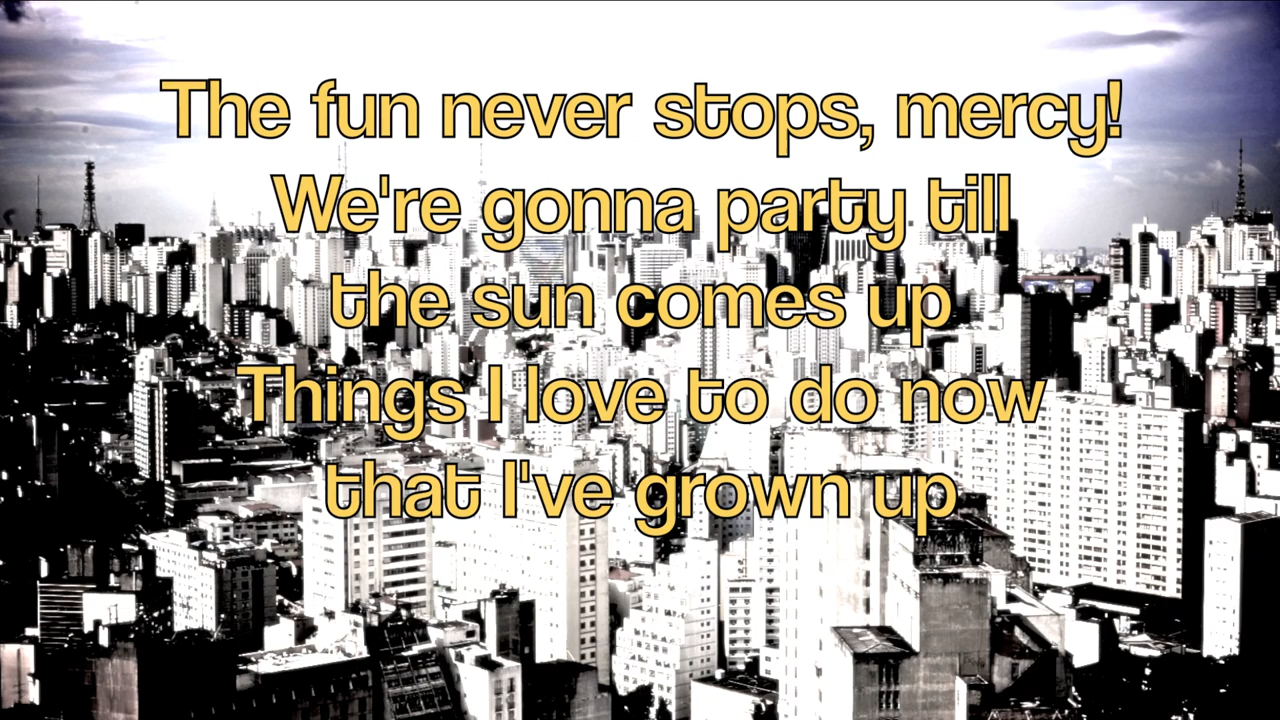 The fun never stops, mercy!
We're gonna party till
the sun comes up
Things I love to do now
that I've grown up